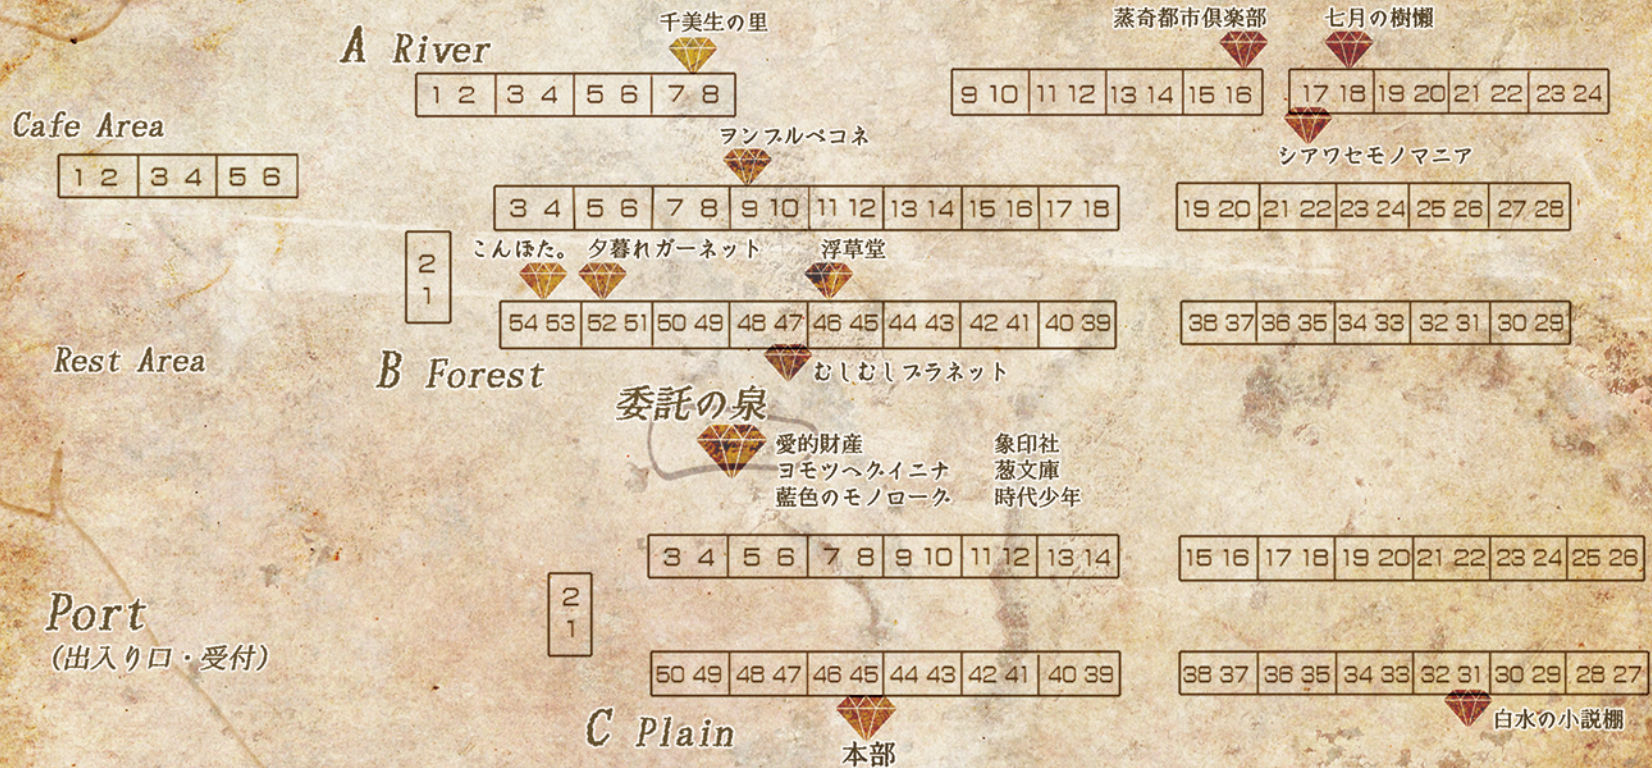 千美生の里
蒸奇都市倶楽部
七月の樹懶
A River
1 2 3 4 5 6 7 8
9 10 11 12 13 14 15 16
17 18 19 20 21 22 23 24
Cafe Area
1 2 3 4 5 6
ヲンブルペコネ
シアワセモノマニア
3 4 5 6 7 8 9 10 11 12 13 14 15 16 17 18
19 20 21 22 23 24 25 26 27 28
2
1
こんぽた。
夕暮れガーネット
浮草堂
54 53 52 51 50 49 48 47 46 45 44 43 42 41 40 39
38 37 36 35 34 33 32 31 30 29
Rest Area
B Forest
むしむしプラネット
委託の泉
愛的財産
象印社
ヨモツヘグイニナ
葱文庫
藍色のモノローグ
時代少年
3 4 5 6 7 8 9 10 11 12 13 14
15 16 17 18 19 20 21 22 23 24 25 26
2
1
Port
(出入り口・受付)
50 49 48 47 46 45 44 43 42 41 40 39
38 37 36 35 34 33 32 31 30 29 28 27
C Plain
本部
白水の小説棚